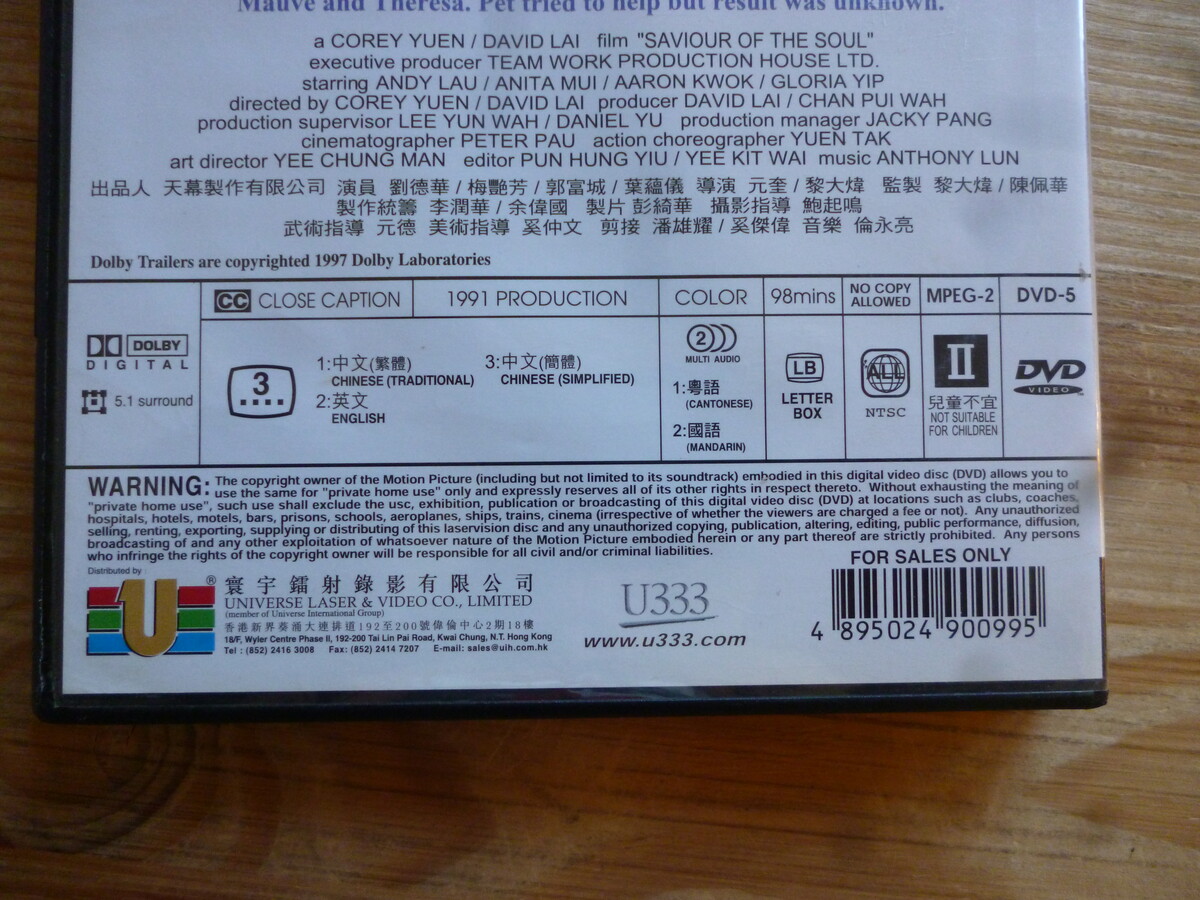 Mauve and Theresa. Pet tried to help but result was unknown.
a COREY YUEN / DAVID LAI film "SAVIOUR OF THE SOUL"
executive producer TEAM WORK PRODUCTION HOUSE LTD.
starring ANDY LAU / ANITA MUI / AARON KWOK / GLORIA YIP
directed by COREY YUEN / DAVID LAI producer DAVID LAI / CHAN PUI WAH
production supervisor LEE YUN WAH / DANIEL YU production manager JACKY PANG
cinematographer PETER PAU action choreographer YUEN TAK
art director YEE CHUNG MAN editor PUN HUNG YIU / YEE KIT WAI music ANTHONY LUN
出品人 天幕製作有限公司 演員 劉德華 / 梅艷芳 / 郭富城 / 葉蘊儀 導演 元奎 / 黎大煒 監製 黎大煒 / 陳佩華
製作統籌 李潤華 / 余偉國 製片 彭綺華 攝影指導 鮑起鳴
武術指導 元德 美術指導 奚仲文 剪接 潘雄耀 / 奚傑偉 音樂 倫永亮
Dolby Trailers are copyrighted 1997 Dolby Laboratories
CC CLOSE CAPTION 1991 PRODUCTION COLOR 98mins NO COPY ALLOWED MPEG-2 DVD-5
DOLBY
DIGITAL
5.1 surround
3
1:中文(繁體)
CHINESE (TRADITIONAL)
2:英文
ENGLISH
3:中文(簡體)
CHINESE (SIMPLIFIED)
2
MULTI AUDIO
1:粵語
(CANTONESE)
2:國語
(MANDARIN)
LB
LETTER
BOX
ALL
NTSC
II
兒童不宜
NOT SUITABLE
FOR CHILDREN
DVD
VIDEO
WARNING: The copyright owner of the Motion Picture (including but not limited to its soundtrack) embodied in this digital video disc (DVD) allows you to
use the same for "private home use" only and expressly reserves all of its other rights in respect thereto. Without exhausting the meaning of
"private home use", such use shall exclude the usc, exhibition, publication or broadcasting of this digital video disc (DVD) at locations such as clubs, coaches,
hospitals, hotels, motels, bars, prisons, schools, aeroplanes, ships, trains, cinema (irrespective of whether the viewers are charged a fee or not). Any unauthorized
selling, renting, exporting, supplying or distributing of this laservision disc and any unauthorized copying, publication, altering, editing, public performance, diffusion,
broadcasting of and any other exploitation of whatsoever nature of the Motion Picture embodied herein or any part thereof are strictly prohibited. Any persons
who infringe the rights of the copyright owner will be responsible for all civil and/or criminal liabilities.
Distributed by :
U ®
寰宇鐳射錄影有限公司
UNIVERSE LASER & VIDEO CO., LIMITED
(member of Universe International Group)
香港新界葵涌大連排道192至200號偉倫中心2期18樓
18/F, Wyler Centre Phase II, 192-200 Tai Lin Pai Road, Kwai Chung, N.T. Hong Kong
Tel : (852) 2416 3008 Fax: (852) 2414 7207 E-mail: sales@uih.com.hk
U333
www.u333.com
FOR SALES ONLY
4 895024 900995